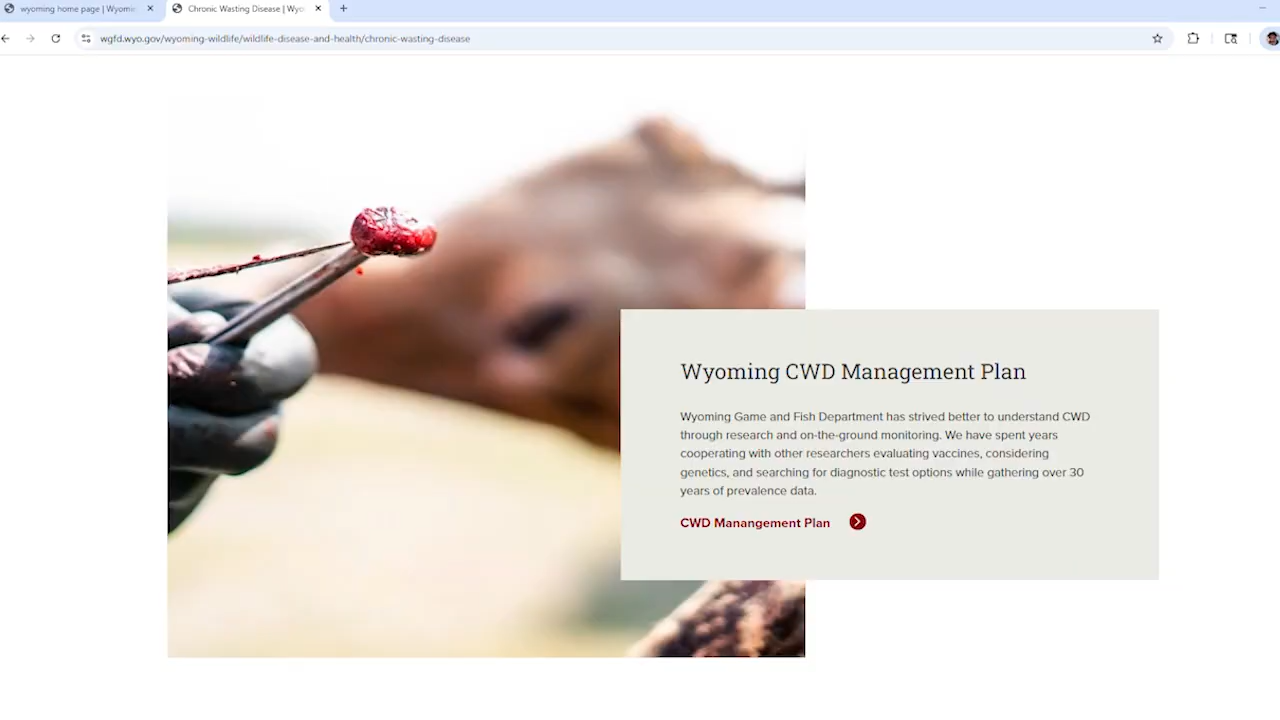 wyoming home page | Wyomi
Chronic Wasting Disease | Wyo
wgfd.wyo.gov/wyoming-wildlife/wildlife-disease-and-health/chronic-wasting-disease
Wyoming CWD Management Plan
Wyoming Game and Fish Department has strived better to understand CWD
through research and on-the-ground monitoring. We have spent years
cooperating with other researchers evaluating vaccines, considering
genetics, and searching for diagnostic test options while gathering over 30
years of prevalence data.
CWD Manangement Plan